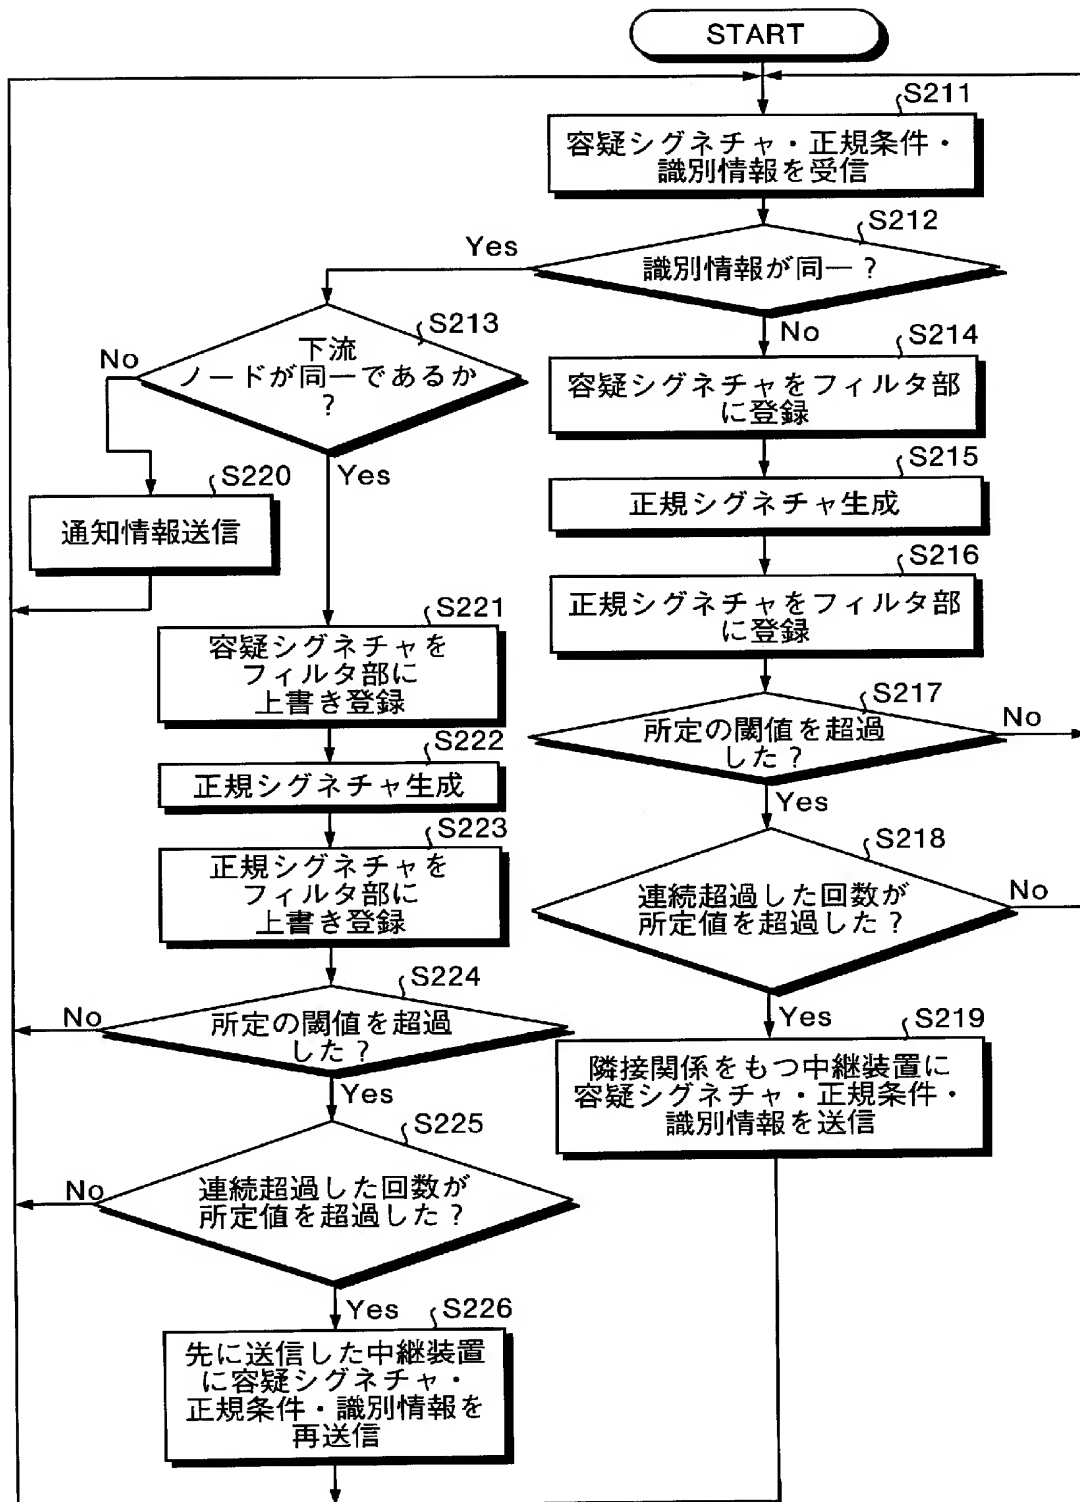 START
S211
容疑シグネチャ・正規条件・
識別情報を受信
S212
識別情報が同一？
Yes
No
S213
下流
ノードが同一であるか
？
No
Yes
S214
容疑シグネチャをフィルタ部
に登録
S215
正規シグネチャ生成
S216
正規シグネチャをフィルタ部
に登録
S217
所定の閾値を超過
した？
No
Yes
S218
連続超過した回数が
所定値を超過した？
No
Yes
S219
隣接関係をもつ中継装置に
容疑シグネチャ・正規条件・
識別情報を送信
S220
通知情報送信
S221
容疑シグネチャを
フィルタ部に
上書き登録
S222
正規シグネチャ生成
S223
正規シグネチャを
フィルタ部に
上書き登録
S224
所定の閾値を超過
した？
No
Yes
S225
連続超過した回数が
所定値を超過した？
No
Yes
S226
先に送信した中継装置
に容疑シグネチャ・
正規条件・識別情報を
再送信